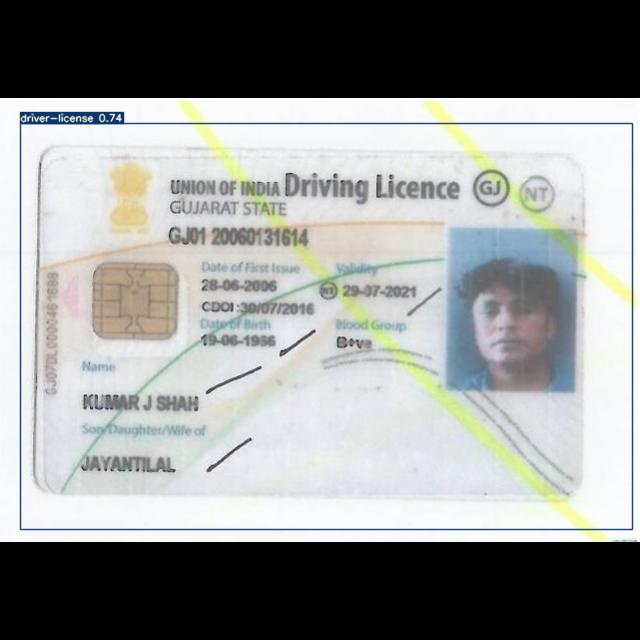 driver-license 0.74
UNION OF INDIA Driving Licence GJ NT
GUJARAT STATE
GJ01 20060131614
Date of First Issue Validity
28-06-2006 NT 29-07-2021
CDOI:30/07/2016
Date of Birth Blood Group
19-06-1966 B+ve
Name
KUMAR J SHAH
Son/Daughter/Wife of
JAYANTILAL